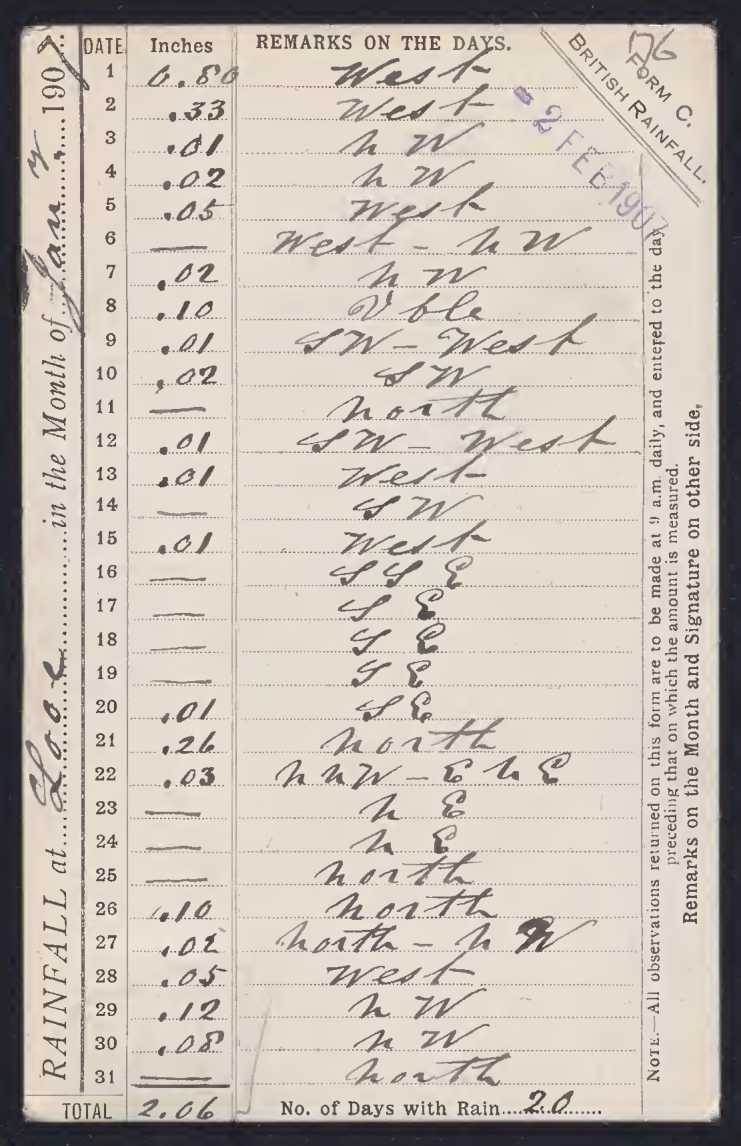 RAINFALL at Looe in the Month of Jany 1907
DATE Inches REMARKS ON THE DAYS.
176
FORM C.
BRITISH RAINFALL.
- 2 FEB 1907
1 0.80 West
2 .33 West
3 .01 n W
4 .02 n W
5 .05 West
6 — West - n W
7 .02 n W
8 .10 Vble
9 .01 SW - West
10 .02 SW
11 — north
12 .01 SW - West
13 .01 West
14 — SW
15 .01 West
16 — S S E
17 — S E
18 — S E
19 — S E
20 .01 S E
21 .26 north
22 .03 n n W - E n E
23 — n E
24 — n E
25 — north
26 .10 north
27 .02 north - n W
28 .05 West
29 .12 n W
30 .08 n W
31 — north
TOTAL 2.06 No. of Days with Rain 20
NOTE.—All observations returned on this form are to be made at 9 a.m. daily, and entered to the day
preceding that on which the amount is measured.
Remarks on the Month and Signature on other side.